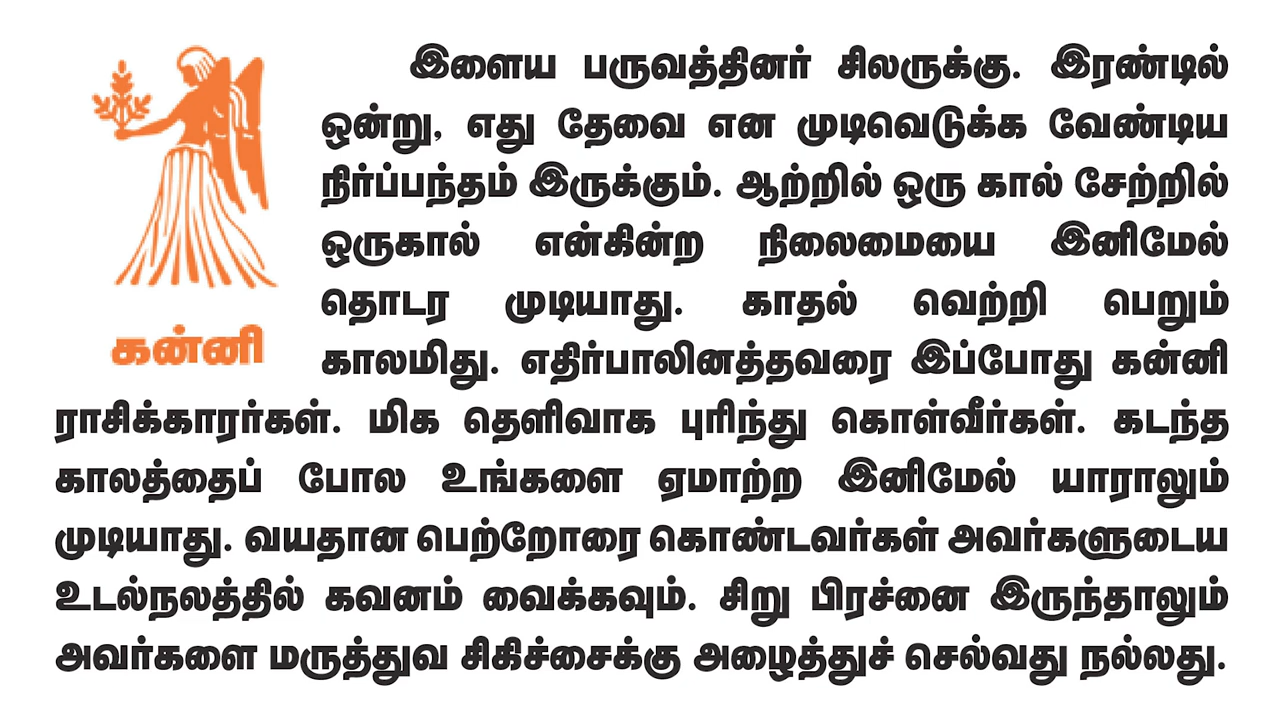 இளைய பருவத்தினர் சிலருக்கு. இரண்டில்
ஒன்று, எது தேவை என முடிவெடுக்க வேண்டிய
நிர்ப்பந்தம் இருக்கும். ஆற்றில் ஒரு கால் சேற்றில்
ஒருகால் என்கின்ற நிலைமையை இனிமேல்
தொடர முடியாது. காதல் வெற்றி பெறும்
கன்னி
காலமிது. எதிர்பாலினத்தவரை இப்போது கன்னி
ராசிக்காரர்கள். மிக தெளிவாக புரிந்து கொள்வீர்கள். கடந்த
காலத்தைப் போல உங்களை ஏமாற்ற இனிமேல் யாராலும்
முடியாது. வயதான பெற்றோரை கொண்டவர்கள் அவர்களுடைய
உடல்நலத்தில் கவனம் வைக்கவும். சிறு பிரச்னை இருந்தாலும்
அவர்களை மருத்துவ சிகிச்சைக்கு அழைத்துச் செல்வது நல்லது.